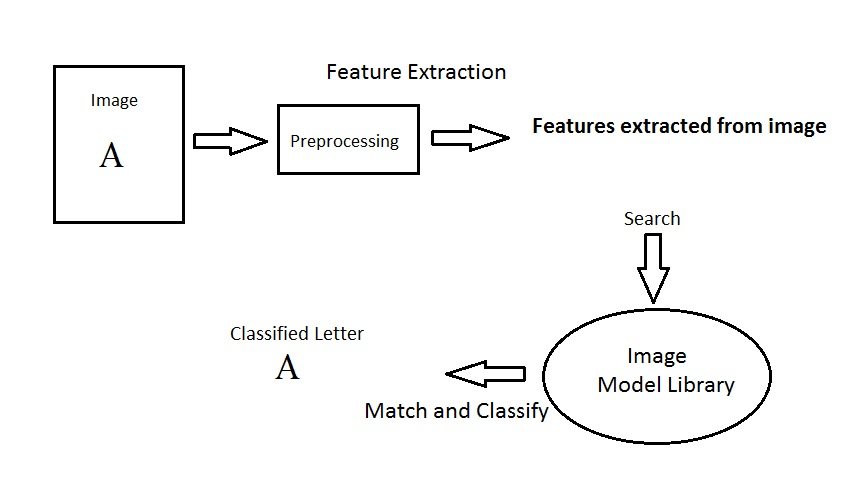 Feature Extraction
Image
A
Preprocessing
Features extracted from image
Search
Image
Model Library
Match and Classify
Classified Letter
A